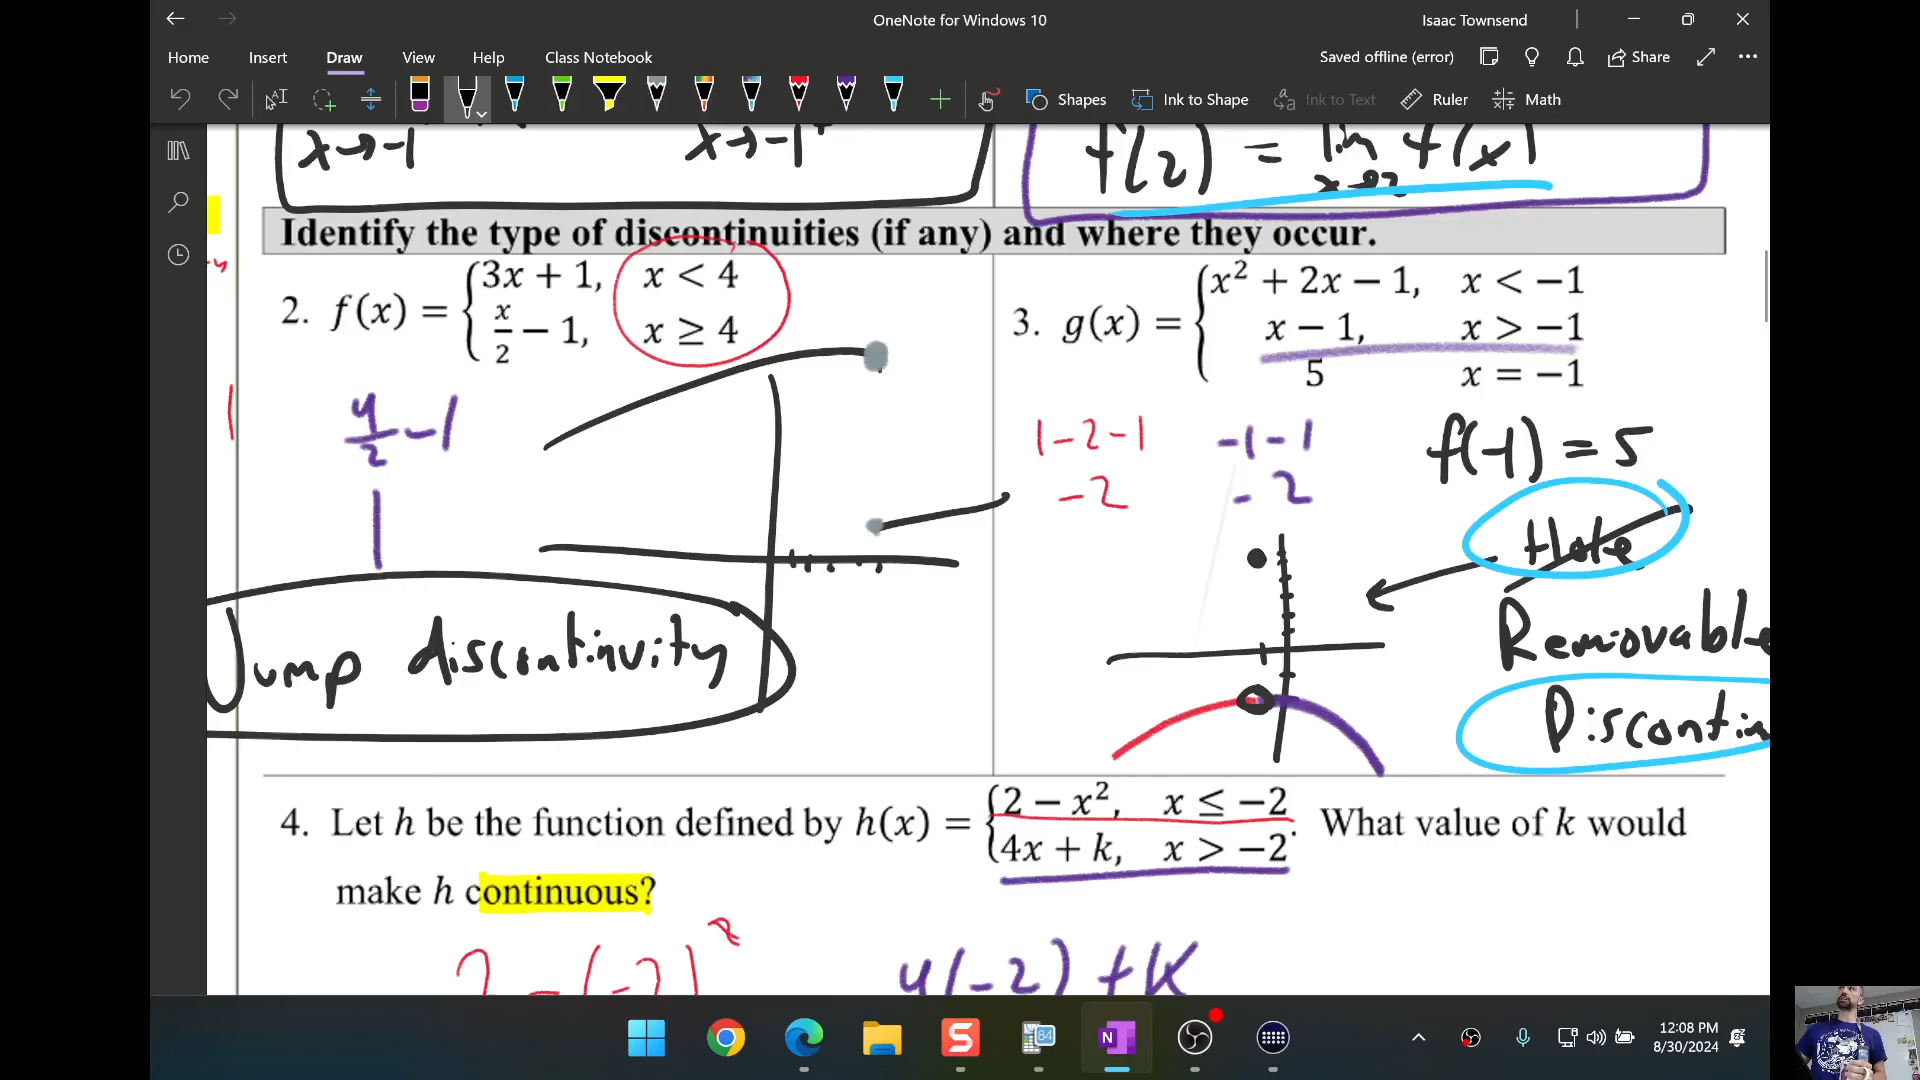 OneNote for Windows 10
Isaac Townsend
Home Insert Draw View Help Class Notebook
Saved offline (error)
Share
Shapes
Ink to Shape
Ink to Text
Ruler
Math
x→-1 x→-1⁺
f(2) = lim f(x)
x→2
Identify the type of discontinuities (if any) and where they occur.
2. f(x) = { 3x + 1, x < 4
x/2 − 1, x ≥ 4
4/2 - 1
1
Jump discontinuity
3. g(x) = { x² + 2x − 1, x < −1
x − 1, x > −1
5 x = −1
1-2-1
-2
-1-1
-2
f(-1) = 5
Hole
Removable
Discontin
4. Let h be the function defined by h(x) = { 2 − x², x ≤ −2
4x + k, x > −2 . What value of k would
make h continuous?
2 - (-2)²
4(-2) + k
84
12:08 PM
8/30/2024